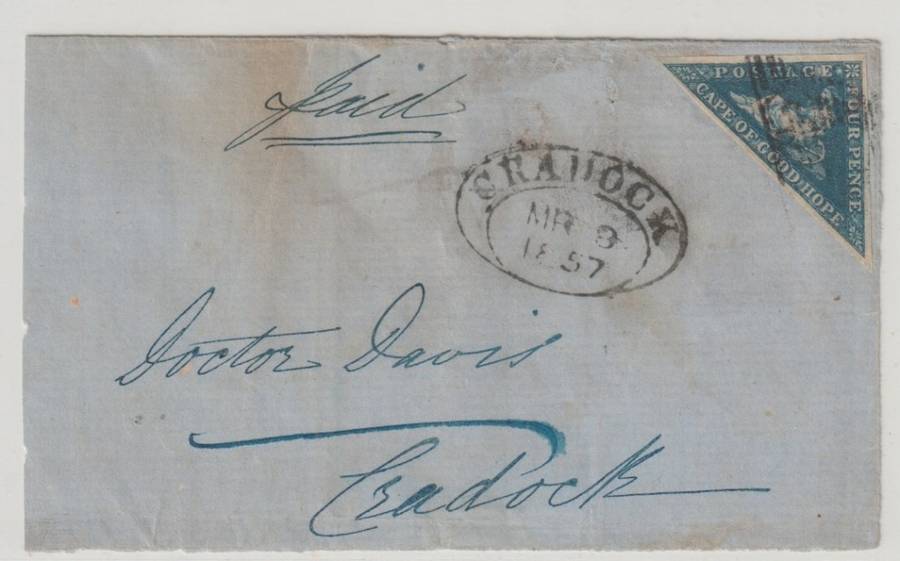 Paid
POSTAGE
FOUR PENCE
CAPE OF GOOD HOPE
CRADOCK
MR 3
1857
Doctor Davis
Cradock